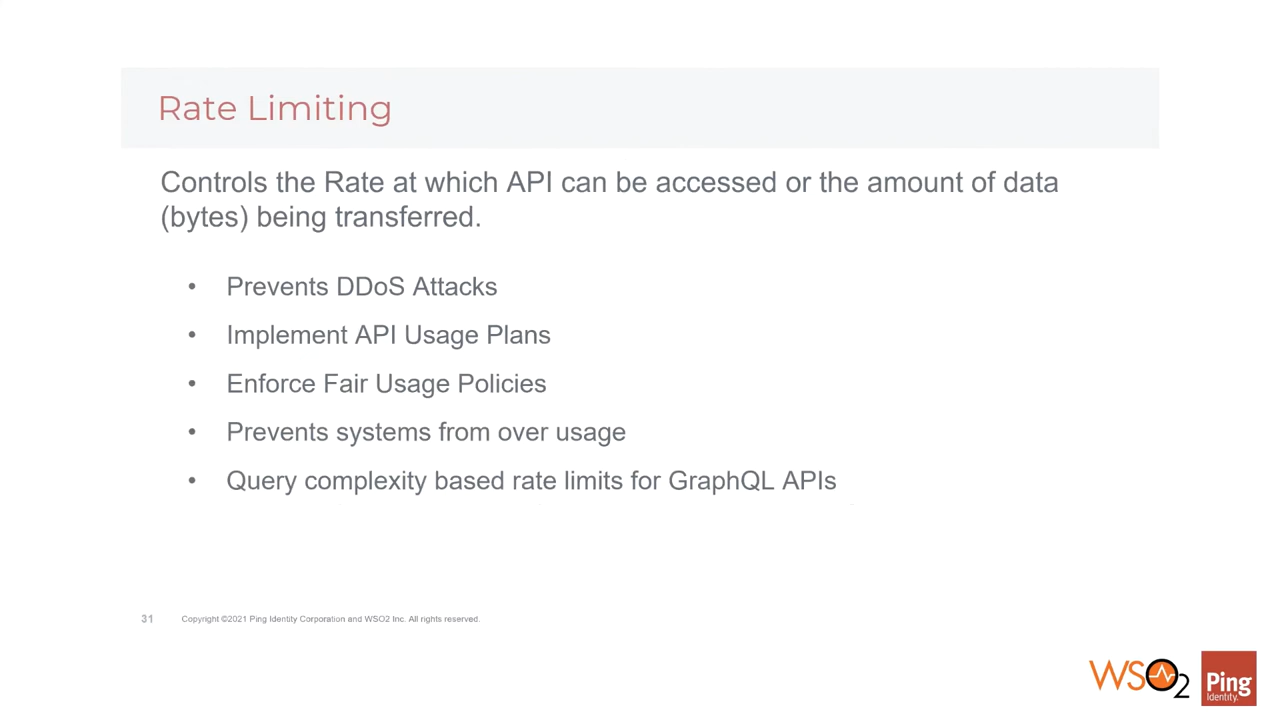 Rate Limiting
Controls the Rate at which API can be accessed or the amount of data
(bytes) being transferred.
• Prevents DDoS Attacks
• Implement API Usage Plans
• Enforce Fair Usage Policies
• Prevents systems from over usage
• Query complexity based rate limits for GraphQL APIs
31 Copyright ©2021 Ping Identity Corporation and WSO2 Inc. All rights reserved.
WSO2
Ping
Identity.